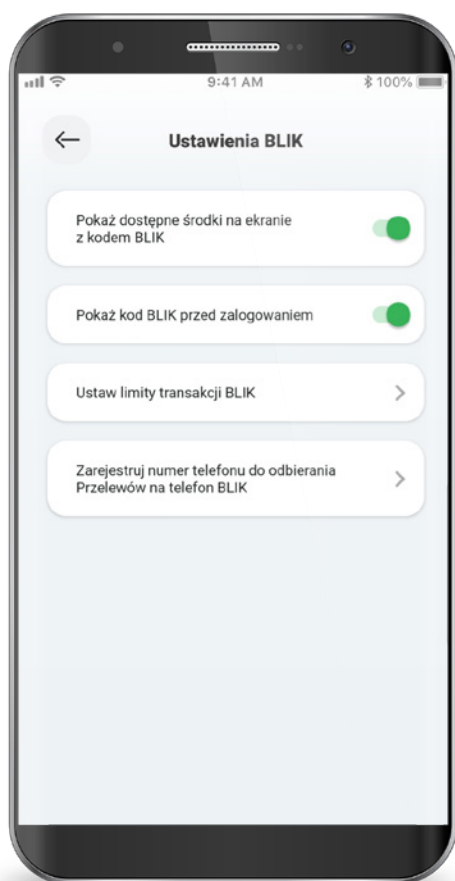 9:41 AM
100%
Ustawienia BLIK
Pokaż dostępne środki na ekranie
z kodem BLIK
Pokaż kod BLIK przed zalogowaniem
Ustaw limity transakcji BLIK
Zarejestruj numer telefonu do odbierania
Przelewów na telefon BLIK